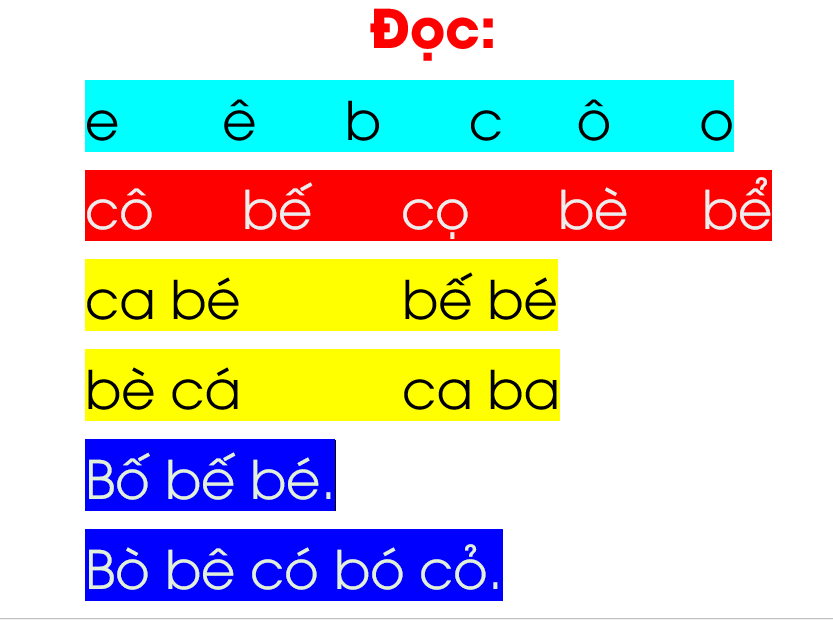 Đọc:
e ê b c ô o
cô bế cọ bè bể
ca bé bế bé
bè cá ca ba
Bố bế bé.
Bò bê có bó cỏ.